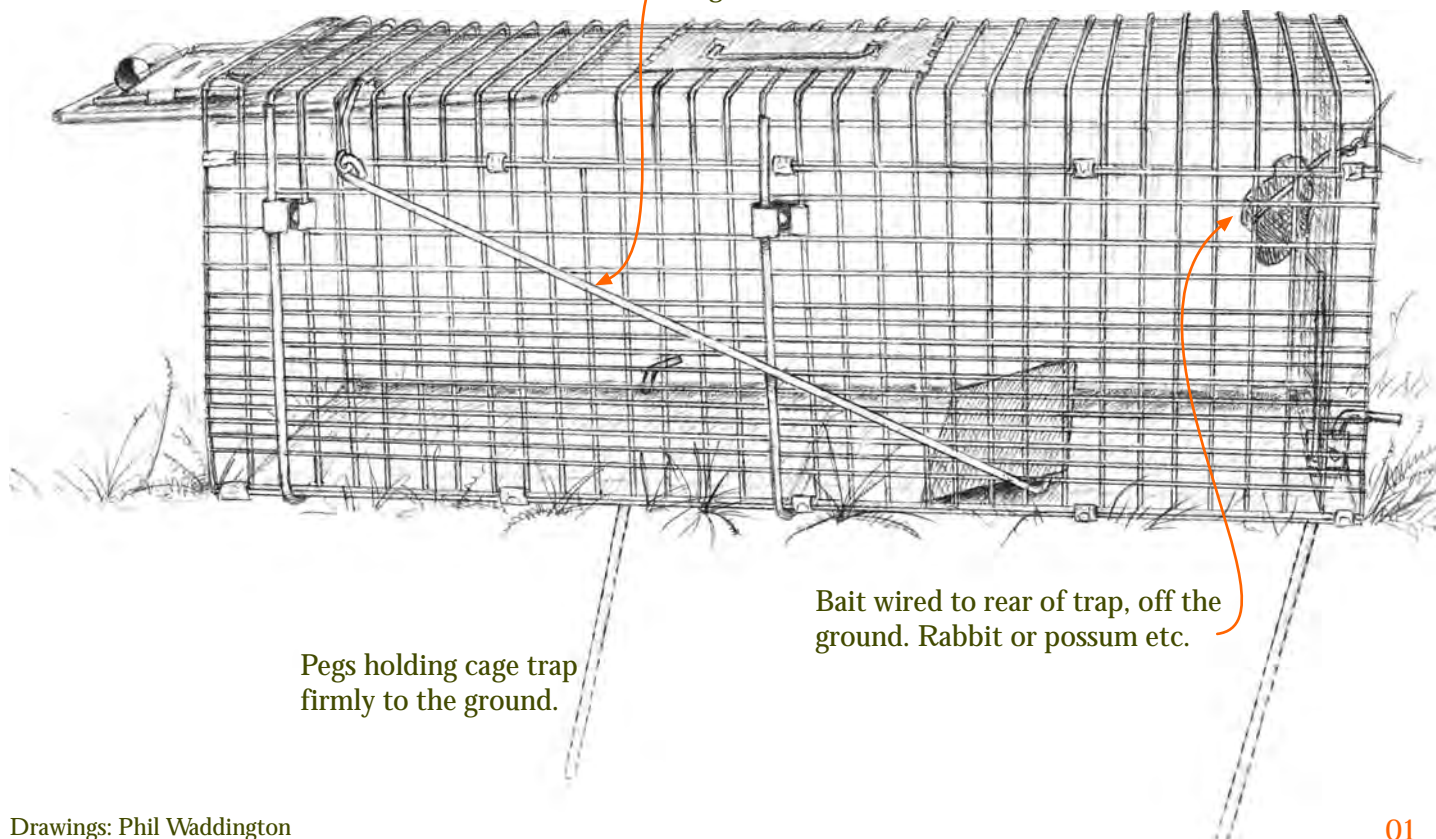 Bait wired to rear of trap, off the
ground. Rabbit or possum etc.
Pegs holding cage trap
firmly to the ground.
Drawings: Phil Waddington
01